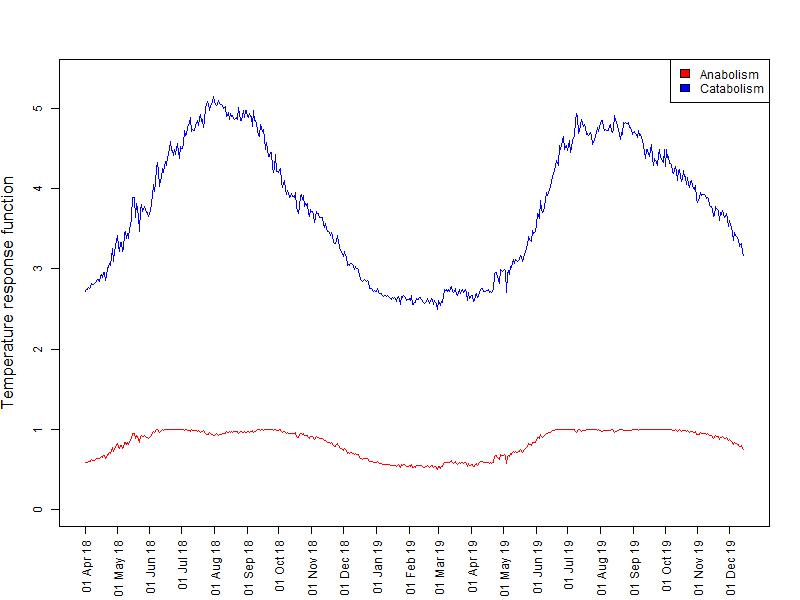 Anabolism
Catabolism
Temperature response function
5
4
3
2
1
0
01 Apr 18
01 May 18
01 Jun 18
01 Jul 18
01 Aug 18
01 Sep 18
01 Oct 18
01 Nov 18
01 Dec 18
01 Jan 19
01 Feb 19
01 Mar 19
01 Apr 19
01 May 19
01 Jun 19
01 Jul 19
01 Aug 19
01 Sep 19
01 Oct 19
01 Nov 19
01 Dec 19